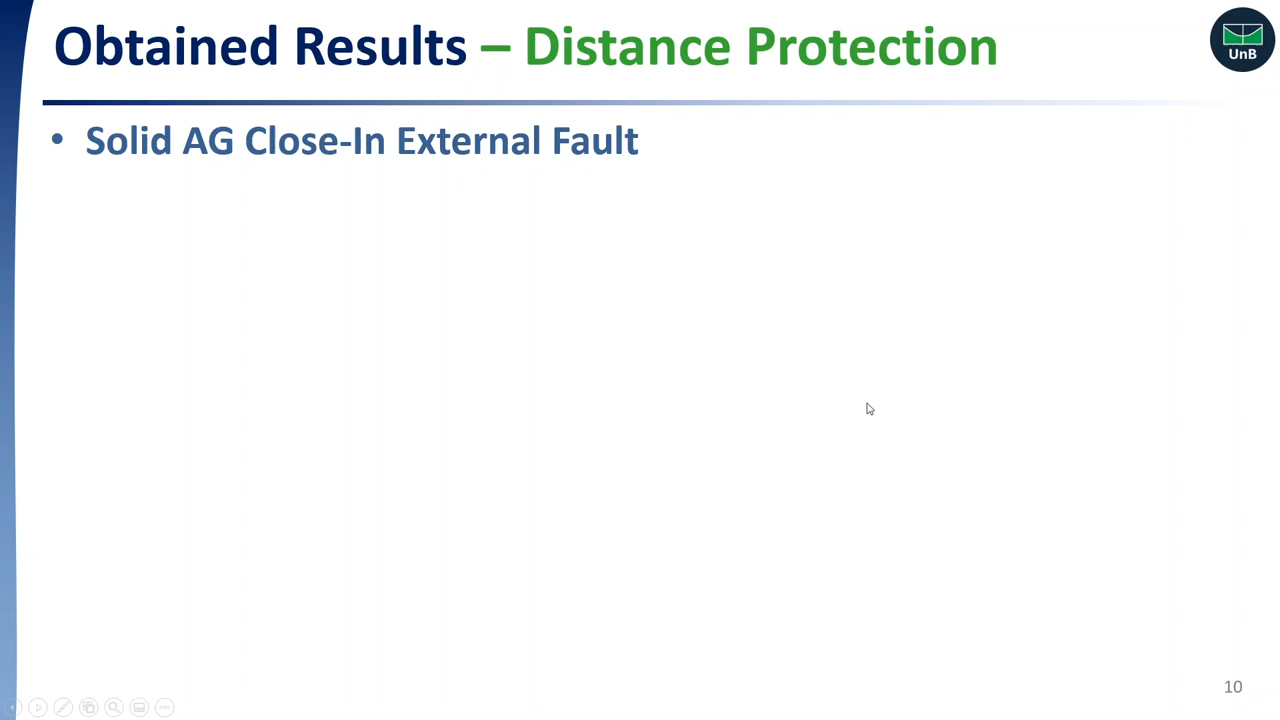 Obtained Results – Distance Protection
UnB
• Solid AG Close-In External Fault
10